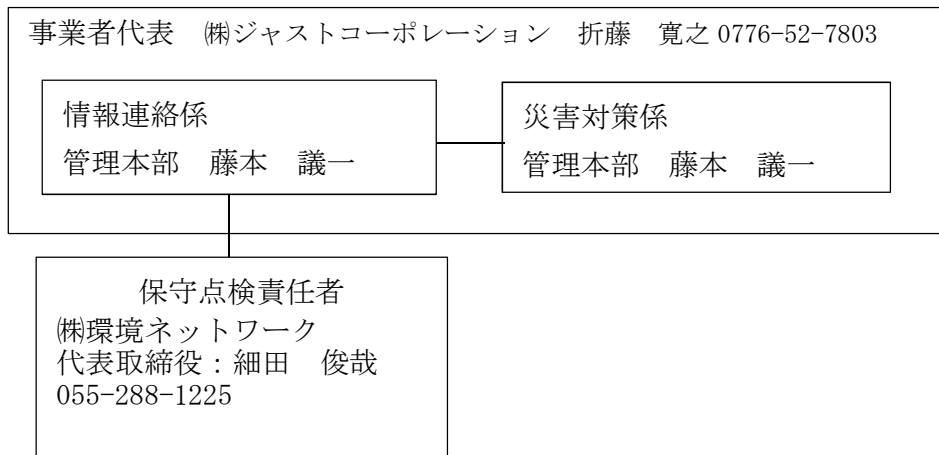 事業者代表　㈱ジャストコーポレーション　折藤　寛之 0776-52-7803
情報連絡係
管理本部　藤本　議一
災害対策係
管理本部　藤本　議一
保守点検責任者
㈱環境ネットワーク
代表取締役：細田　俊哉
055-288-1225